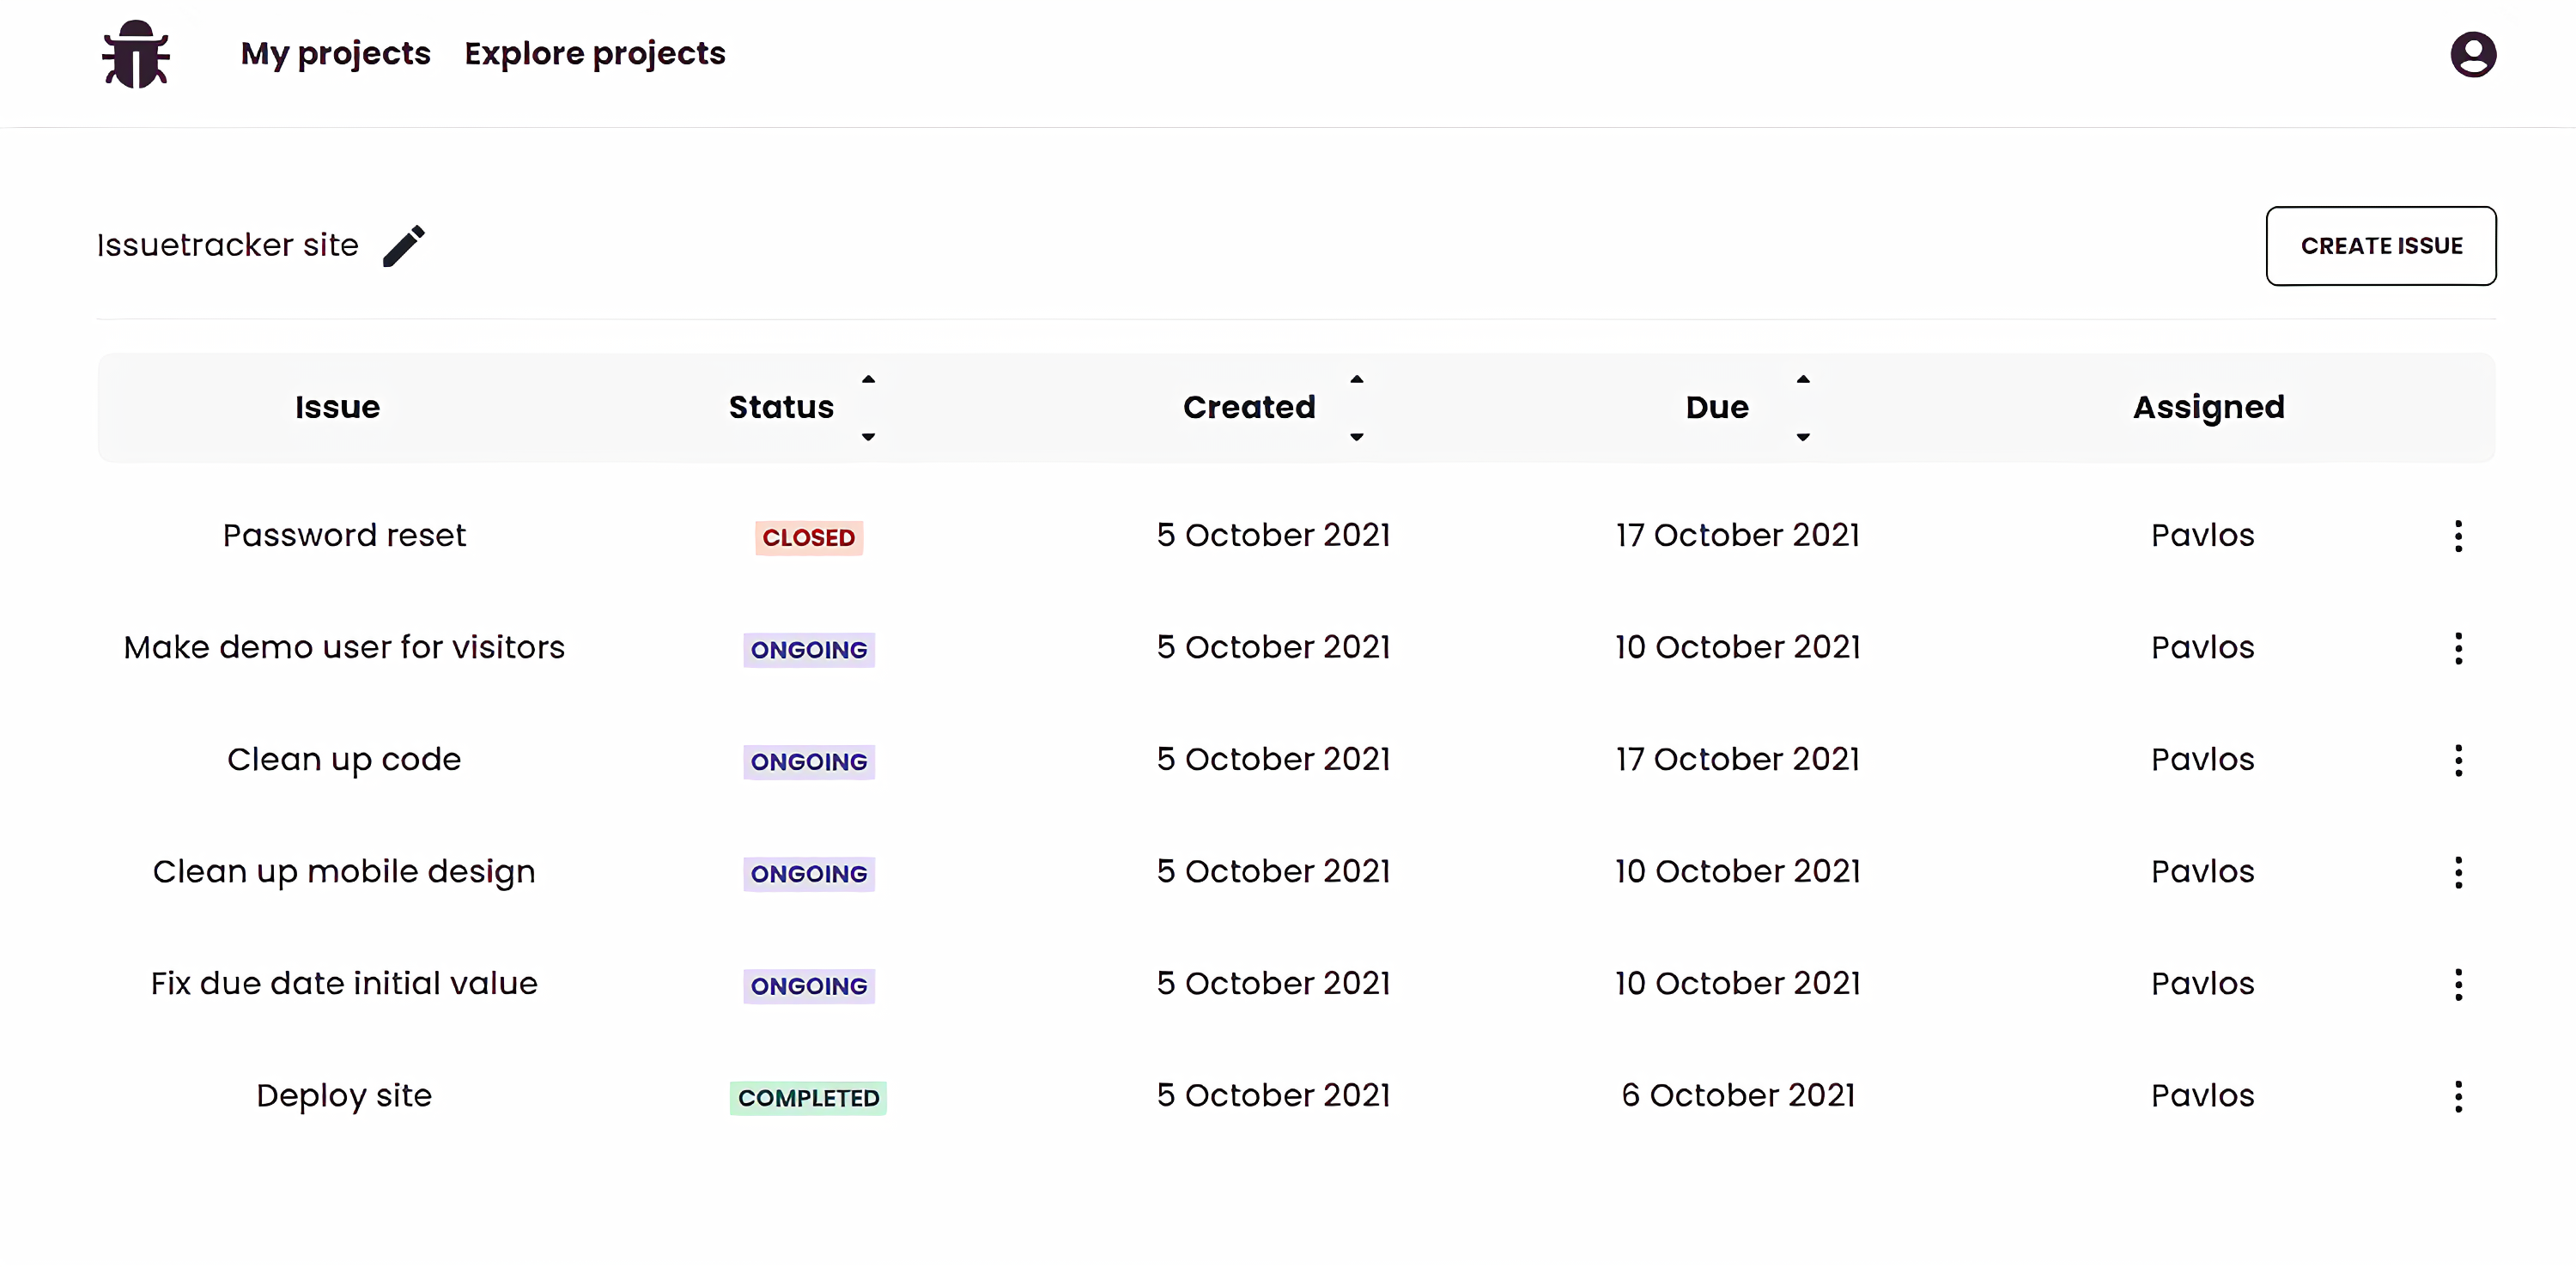 My projects Explore projects
Issuetracker site CREATE ISSUE
Issue Status Created Due Assigned
Password reset CLOSED 5 October 2021 17 October 2021 Pavlos
Make demo user for visitors ONGOING 5 October 2021 10 October 2021 Pavlos
Clean up code ONGOING 5 October 2021 17 October 2021 Pavlos
Clean up mobile design ONGOING 5 October 2021 10 October 2021 Pavlos
Fix due date initial value ONGOING 5 October 2021 10 October 2021 Pavlos
Deploy site COMPLETED 5 October 2021 6 October 2021 Pavlos